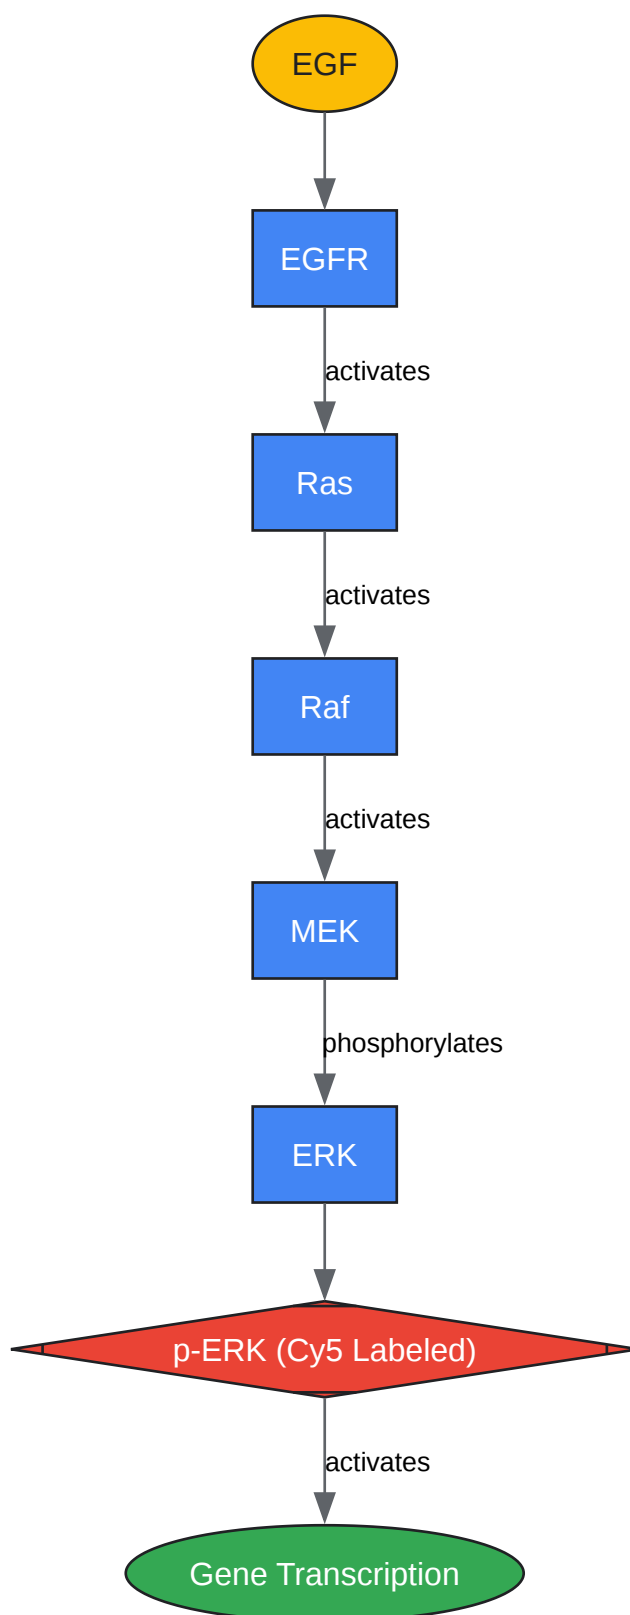 EGF
EGFR
activates
Ras
activates
Raf
activates
MEK
phosphorylates
ERK
p-ERK (Cy5 Labeled)
activates
Gene Transcription